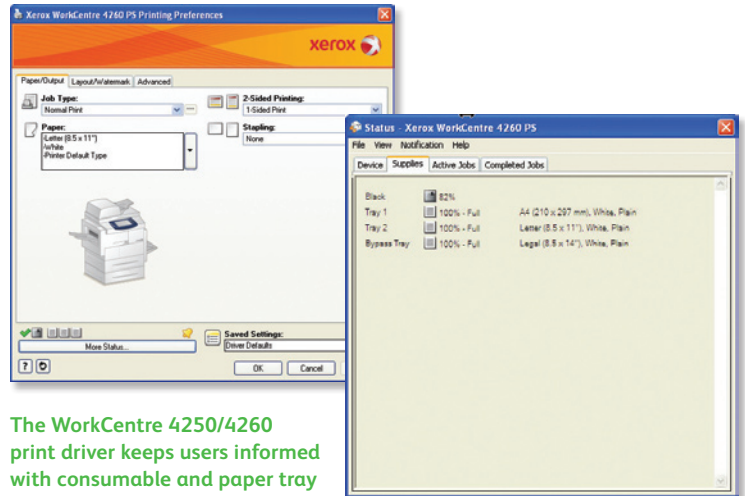 Xerox WorkCentre 4260 PS Printing Preferences
xerox
Paper/Output Layout/Watermark Advanced
Job Type:
Normal Print
2-Sided Printing:
1-Sided Print
Paper:
-Letter (8.5 x 11")
-White
-Printer Default Type
Stapling:
None
More Status...
Saved Settings:
Driver Defaults
?
OK Cancel
Status - Xerox WorkCentre 4260 PS
File View Notification Help
Device Supplies Active Jobs Completed Jobs
Black 82%
Tray 1 100% - Full A4 (210 x 297 mm), White, Plain
Tray 2 100% - Full Letter (8.5 x 11"), White, Plain
Bypass Tray 100% - Full Legal (8.5 x 14"), White, Plain
The WorkCentre 4250/4260
print driver keeps users informed
with consumable and paper tray